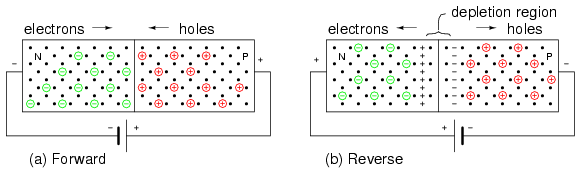 depletion region
electrons → ← holes
electrons ← → holes
N P
N P
− +
− +
− +
− +
(a) Forward
(b) Reverse